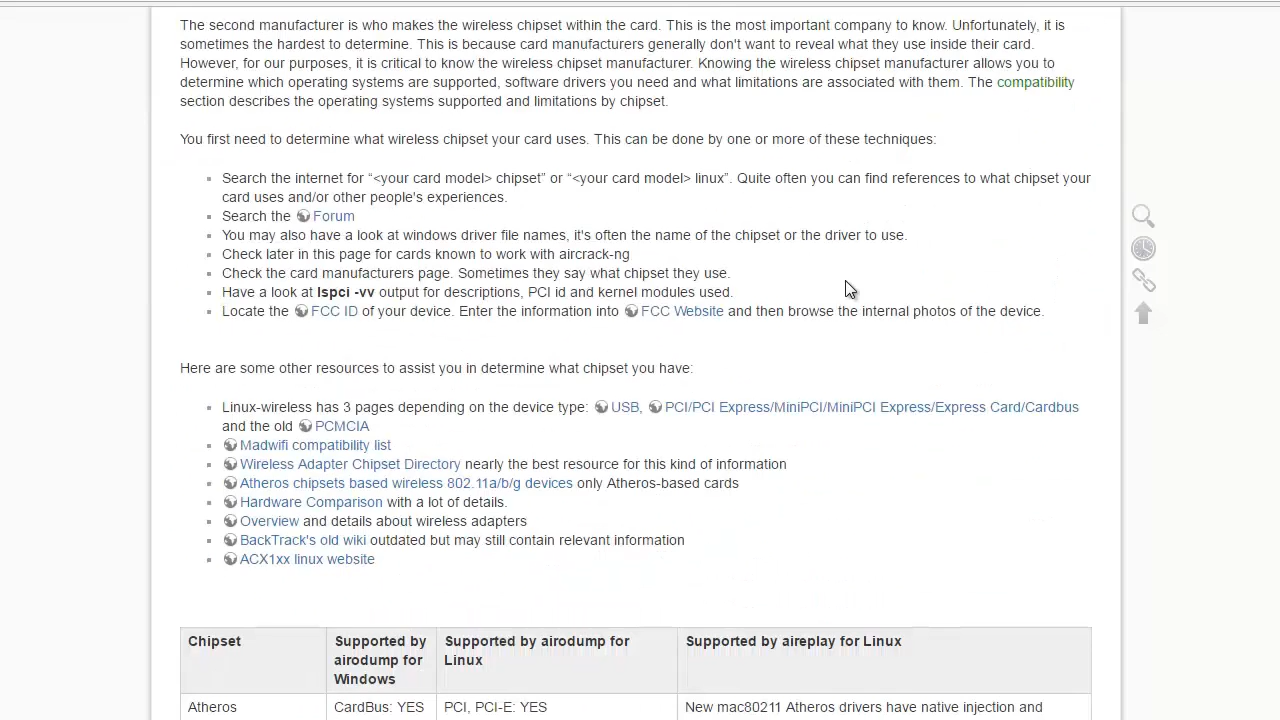 The second manufacturer is who makes the wireless chipset within the card. This is the most important company to know. Unfortunately, it is
sometimes the hardest to determine. This is because card manufacturers generally don't want to reveal what they use inside their card.
However, for our purposes, it is critical to know the wireless chipset manufacturer. Knowing the wireless chipset manufacturer allows you to
determine which operating systems are supported, software drivers you need and what limitations are associated with them. The compatibility
section describes the operating systems supported and limitations by chipset.
You first need to determine what wireless chipset your card uses. This can be done by one or more of these techniques:
Search the internet for “<your card model> chipset” or “<your card model> linux”. Quite often you can find references to what chipset your
card uses and/or other people's experiences.
Search the Forum
You may also have a look at windows driver file names, it's often the name of the chipset or the driver to use.
Check later in this page for cards known to work with aircrack-ng
Check the card manufacturers page. Sometimes they say what chipset they use.
Have a look at lspci -vv output for descriptions, PCI id and kernel modules used.
Locate the FCC ID of your device. Enter the information into FCC Website and then browse the internal photos of the device.
Here are some other resources to assist you in determine what chipset you have:
Linux-wireless has 3 pages depending on the device type: USB, PCI/PCI Express/MiniPCI/MiniPCI Express/Express Card/Cardbus
and the old PCMCIA
Madwifi compatibility list
Wireless Adapter Chipset Directory nearly the best resource for this kind of information
Atheros chipsets based wireless 802.11a/b/g devices only Atheros-based cards
Hardware Comparison with a lot of details.
Overview and details about wireless adapters
BackTrack's old wiki outdated but may still contain relevant information
ACX1xx linux website
Chipset
Supported by
airodump for
Windows
Supported by airodump for
Linux
Supported by aireplay for Linux
Atheros
CardBus: YES
PCI, PCI-E: YES
New mac80211 Atheros drivers have native injection and